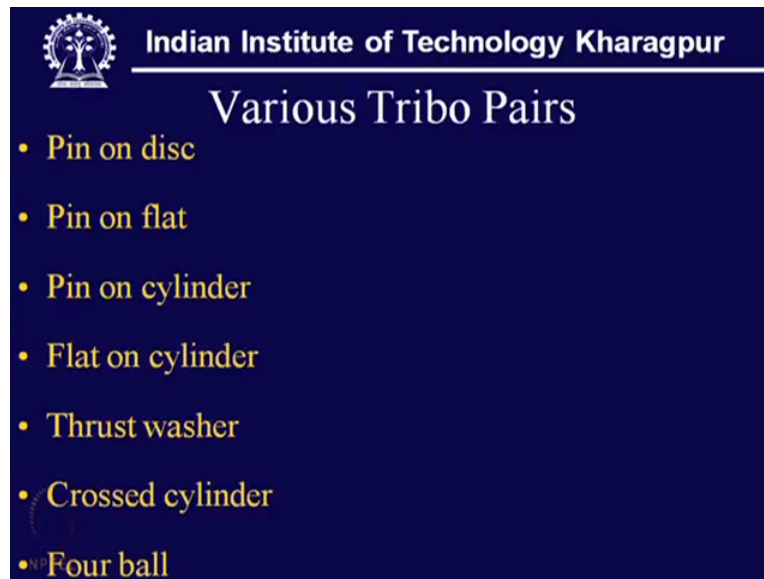 Indian Institute of Technology Kharagpur
Various Tribo Pairs
• Pin on disc
• Pin on flat
• Pin on cylinder
• Flat on cylinder
• Thrust washer
• Crossed cylinder
• Four ball